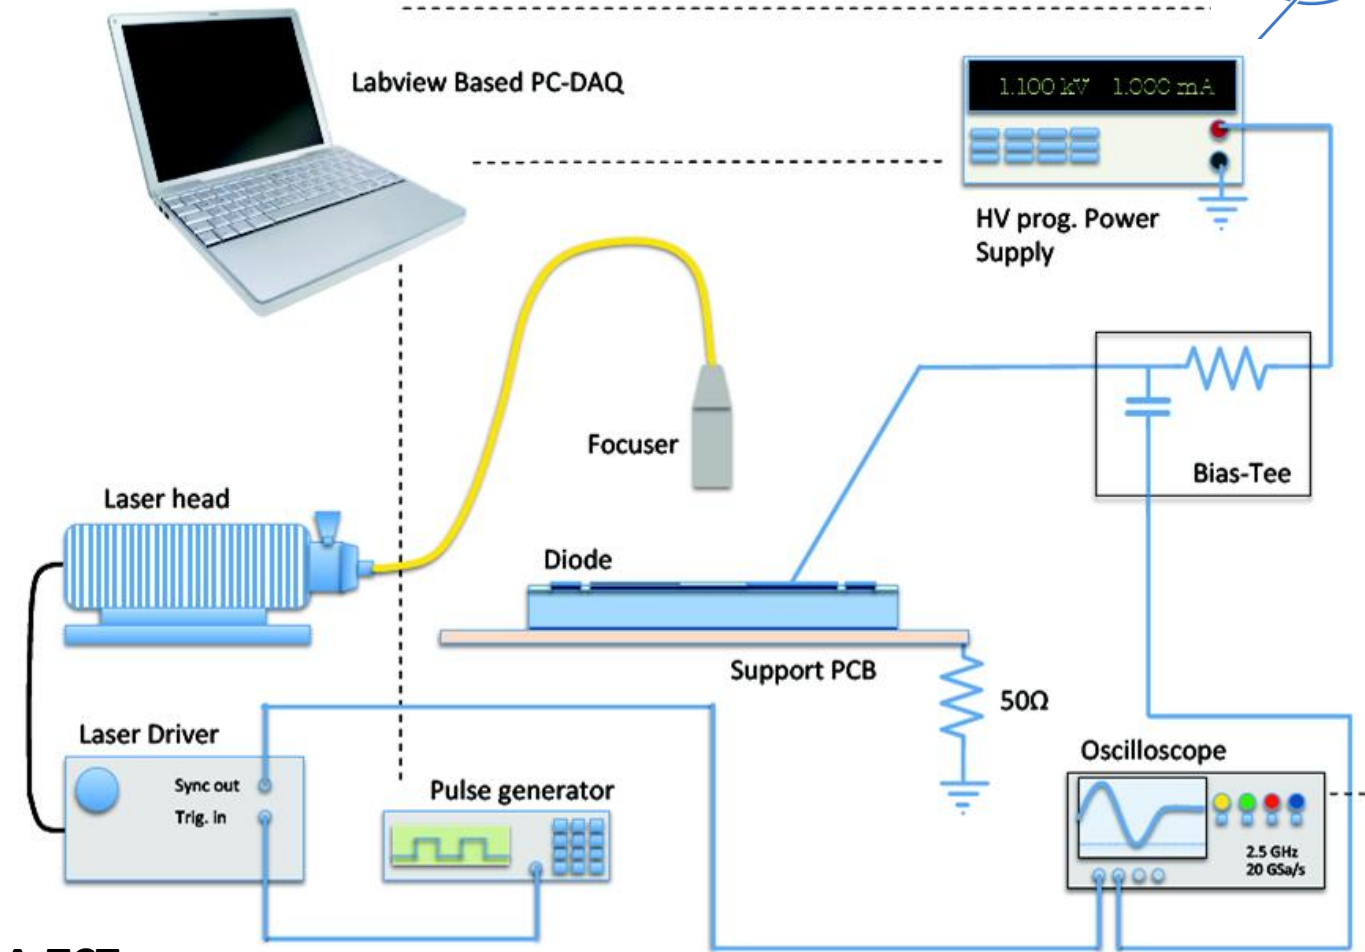 Labview Based PC-DAQ
1.100 kV 1.000 mA
HV prog. Power
Supply
Focuser
Bias-Tee
Laser head
Diode
Support PCB
50Ω
Laser Driver
Sync out
Trig. in
Pulse generator
Oscilloscope
2.5 GHz
20 GSa/s